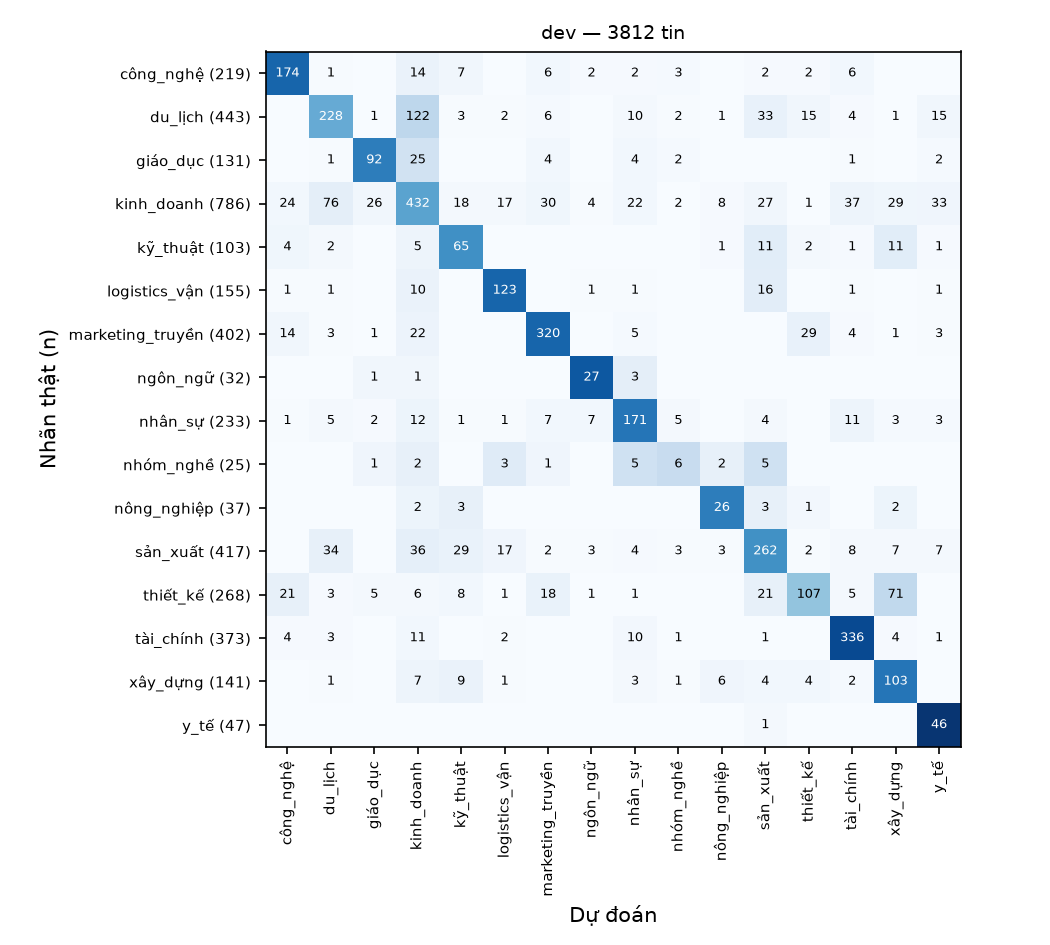 dev — 3812 tin
công_nghệ (219) 174 1 14 7 6 2 2 3 2 2 6
du_lịch (443) 228 1 122 3 2 6 10 2 1 33 15 4 1 15
giáo_dục (131) 1 92 25 4 4 2 1 2
kinh_doanh (786) 24 76 26 432 18 17 30 4 22 2 8 27 1 37 29 33
kỹ_thuật (103) 4 2 5 65 1 11 2 1 11 1
logistics_vận (155) 1 1 10 123 1 1 16 1 1
marketing_truyền (402) 14 3 1 22 320 5 29 4 1 3
ngôn_ngữ (32) 1 1 27 3
nhân_sự (233) 1 5 2 12 1 1 7 7 171 5 4 11 3 3
nhóm_nghề (25) 1 2 3 1 5 6 2 5
nông_nghiệp (37) 2 3 26 3 1 2
sản_xuất (417) 34 36 29 17 2 3 4 3 3 262 2 8 7 7
thiết_kế (268) 21 3 5 6 8 1 18 1 1 21 107 5 71
tài_chính (373) 4 3 11 2 10 1 1 336 4 1
xây_dựng (141) 1 7 9 1 3 1 6 4 4 2 103
y_tế (47) 1 46
Nhãn thật (n)
công_nghệ du_lịch giáo_dục kinh_doanh kỹ_thuật logistics_vận marketing_truyền ngôn_ngữ nhân_sự nhóm_nghề nông_nghiệp sản_xuất thiết_kế tài_chính xây_dựng y_tế
Dự đoán